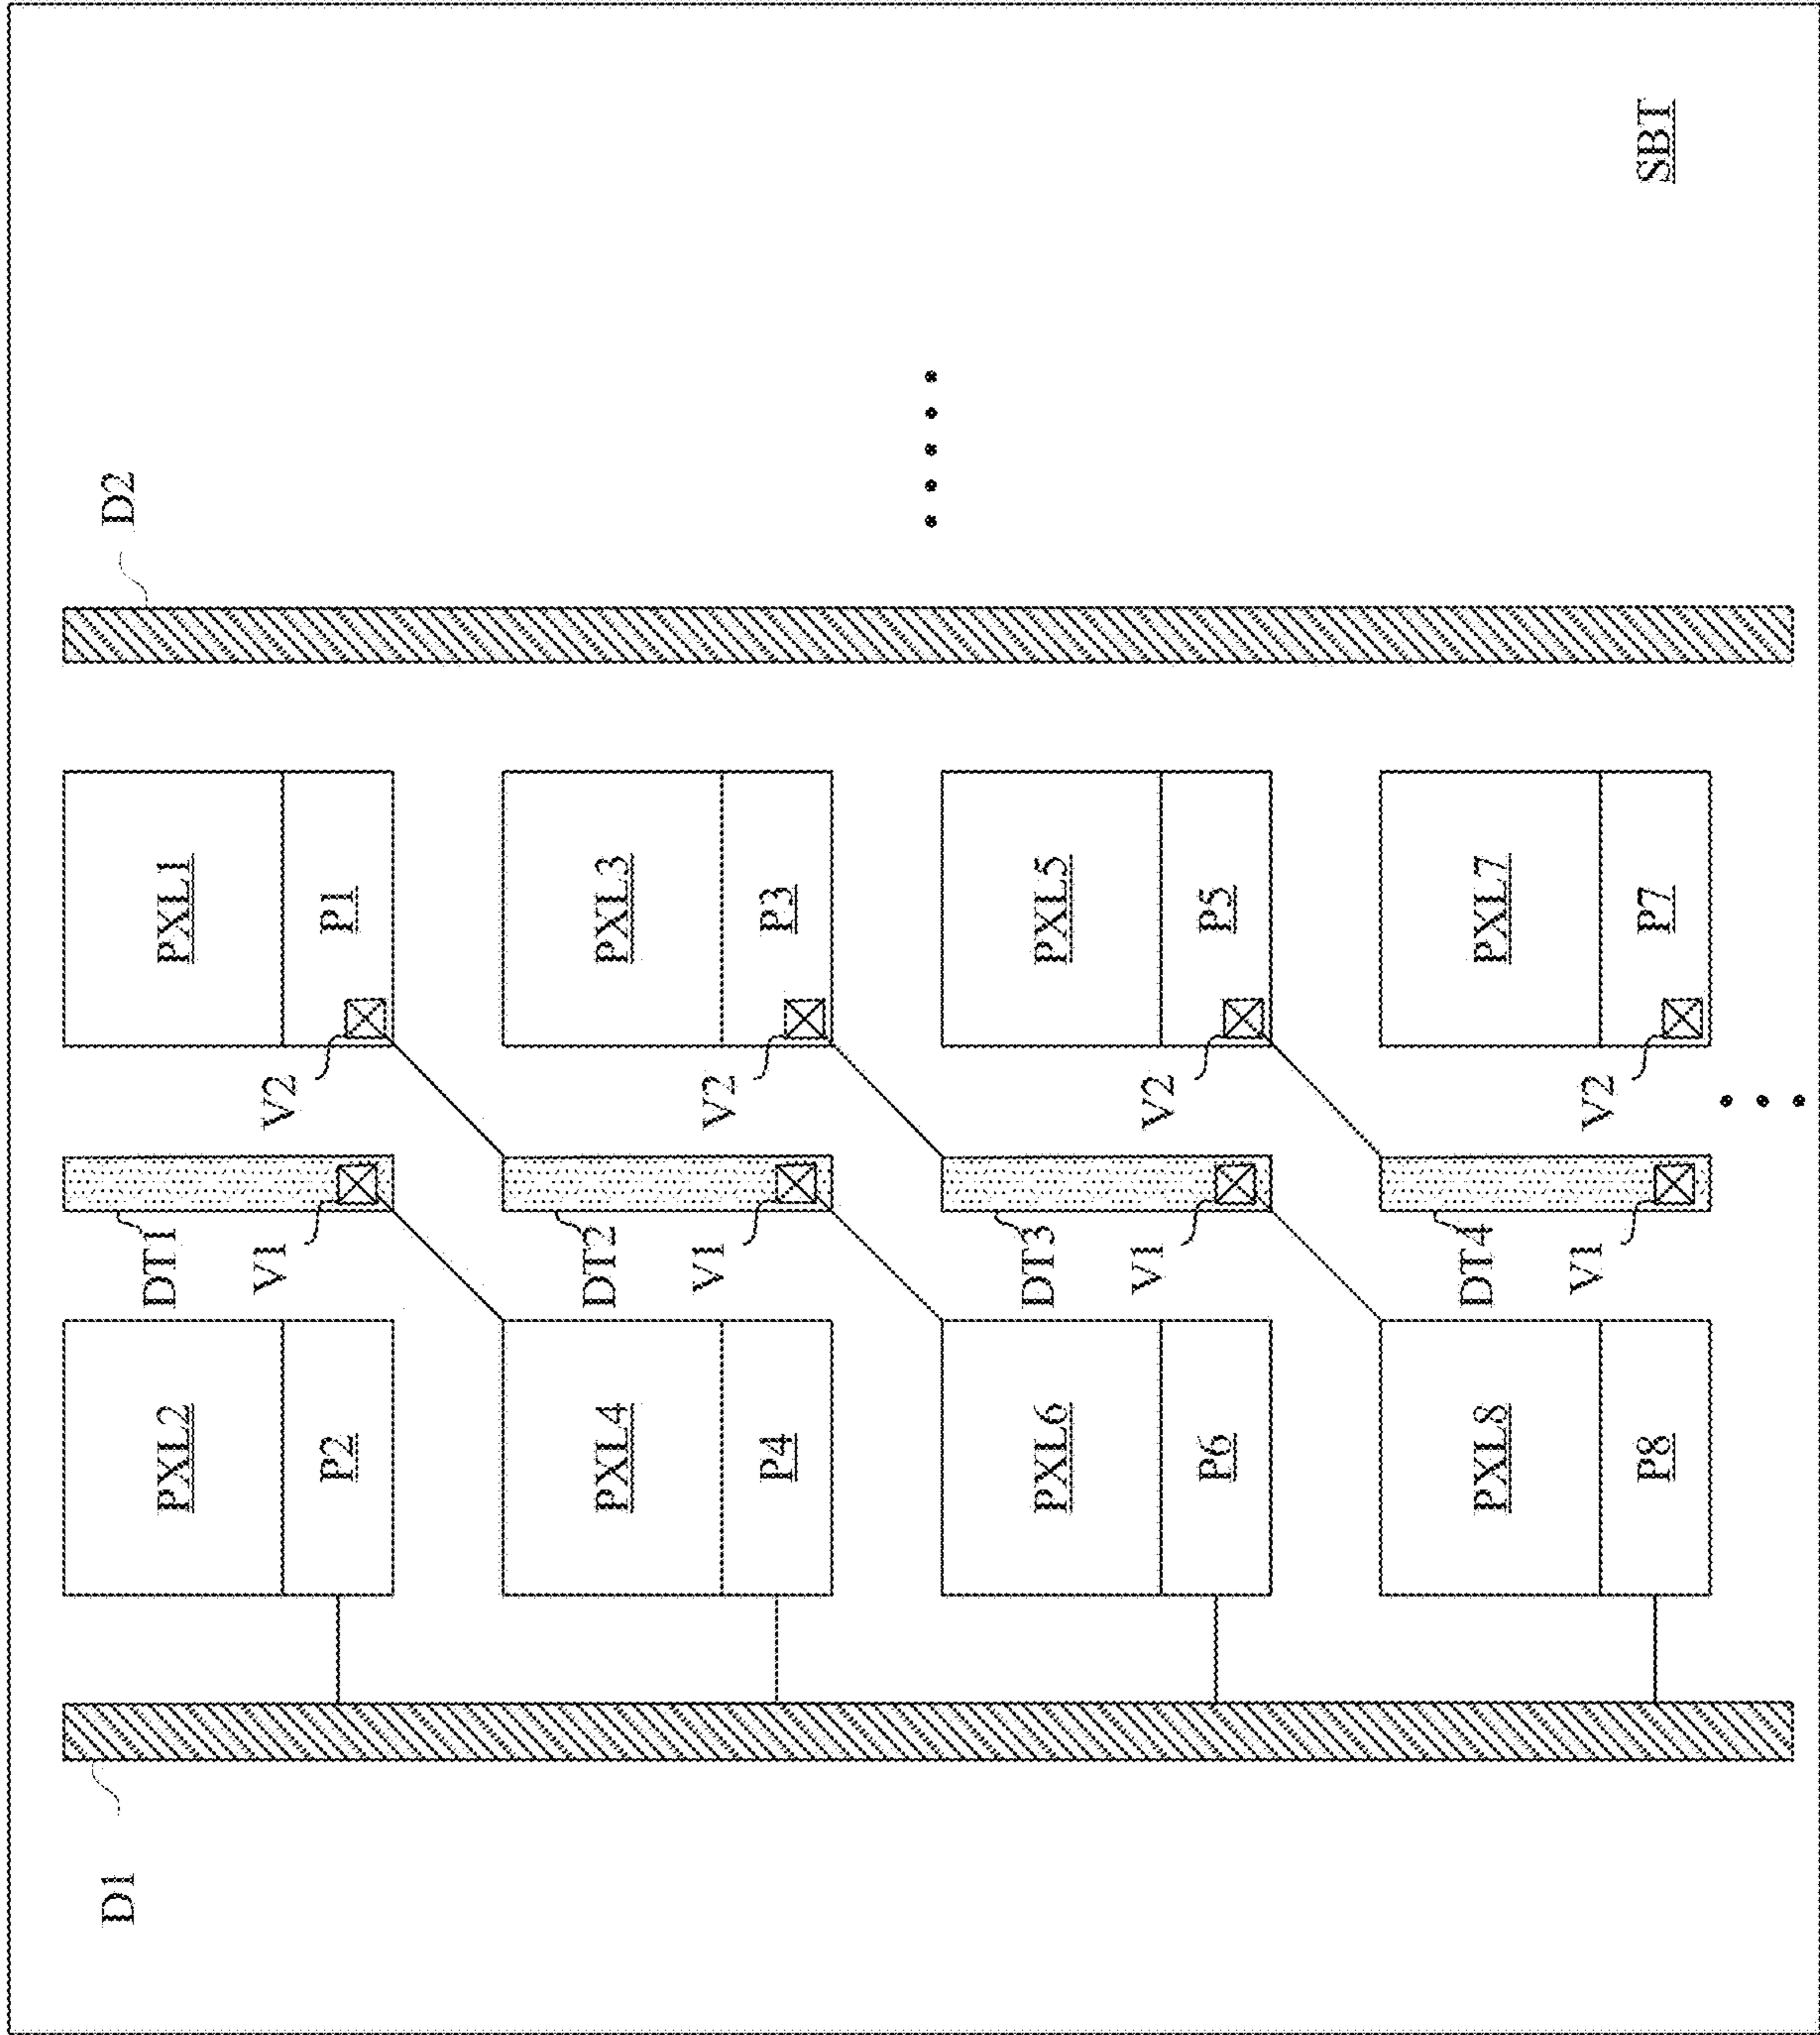 D1 D2
PXL2 DT1 PXL1
V1 V2
P2 P1
PXL4 DT2 PXL3
V1 V2
P4 P3
PXL6 DT3 PXL5
V1 V2
P6 P5
PXL8 DT4 PXL7
V1 V2
P8 P7 SBT